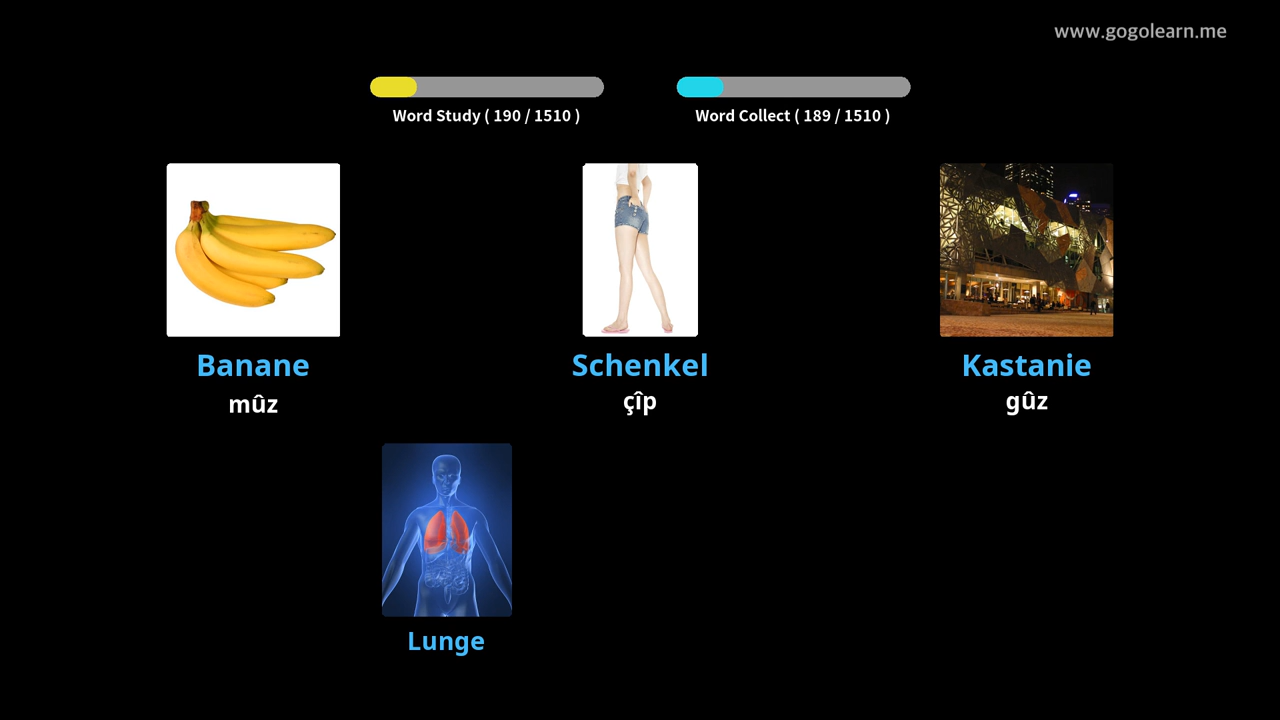 www.gogolearn.me
Word Study ( 190 / 1510 )
Word Collect ( 189 / 1510 )
Banane
mûz
Schenkel
çîp
Kastanie
gûz
Lunge